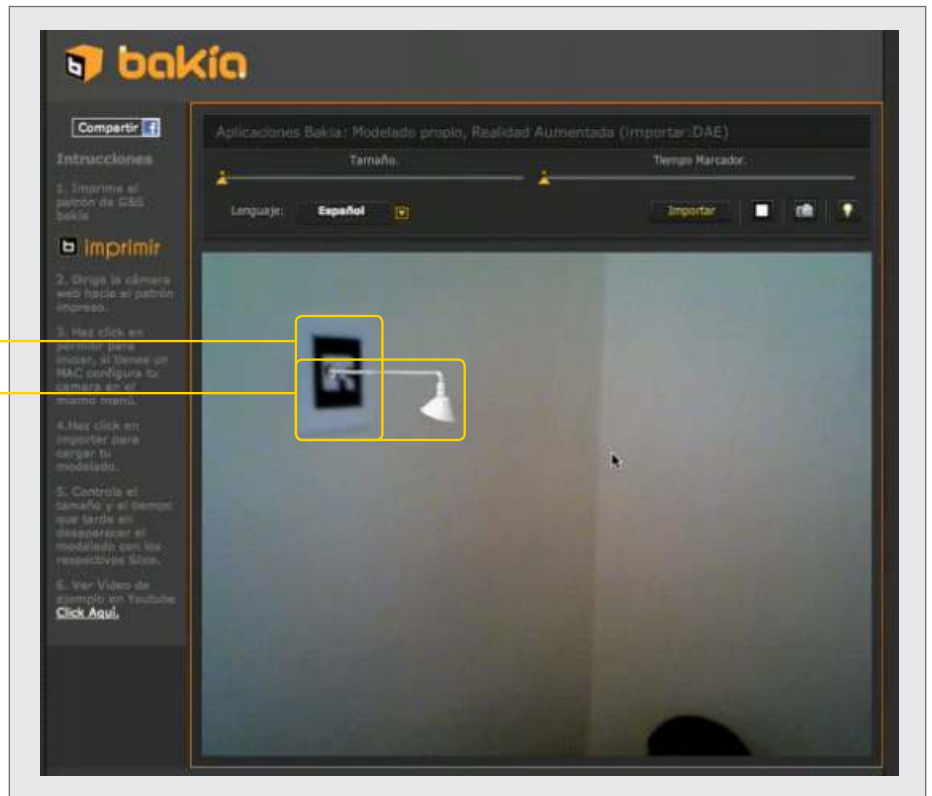 bakía
Compartir
Aplicaciones Bakia: Modelado propio, Realidad Aumentada (Importar:DAE)
Intrucciones
Tamaño.
Tiempo Marcador.
1. Imprime el
patrón de G&S
bakia
Lenguaje:
Español
Importar
imprimir
2. Dirige la cámara
web hacia el patrón
impreso.
3. Haz click en
permitir para
iniciar, si tienes un
MAC configura tu
camara en el
mismo menú.
4.Haz click en
importar para
cargar tu
modelado.
5. Controla el
tamaño y el tiempo
que tarde en
desaparecer el
modelado con los
respectivos
6. Ver Video de
ejemplo en Youtube
Click Aquí.